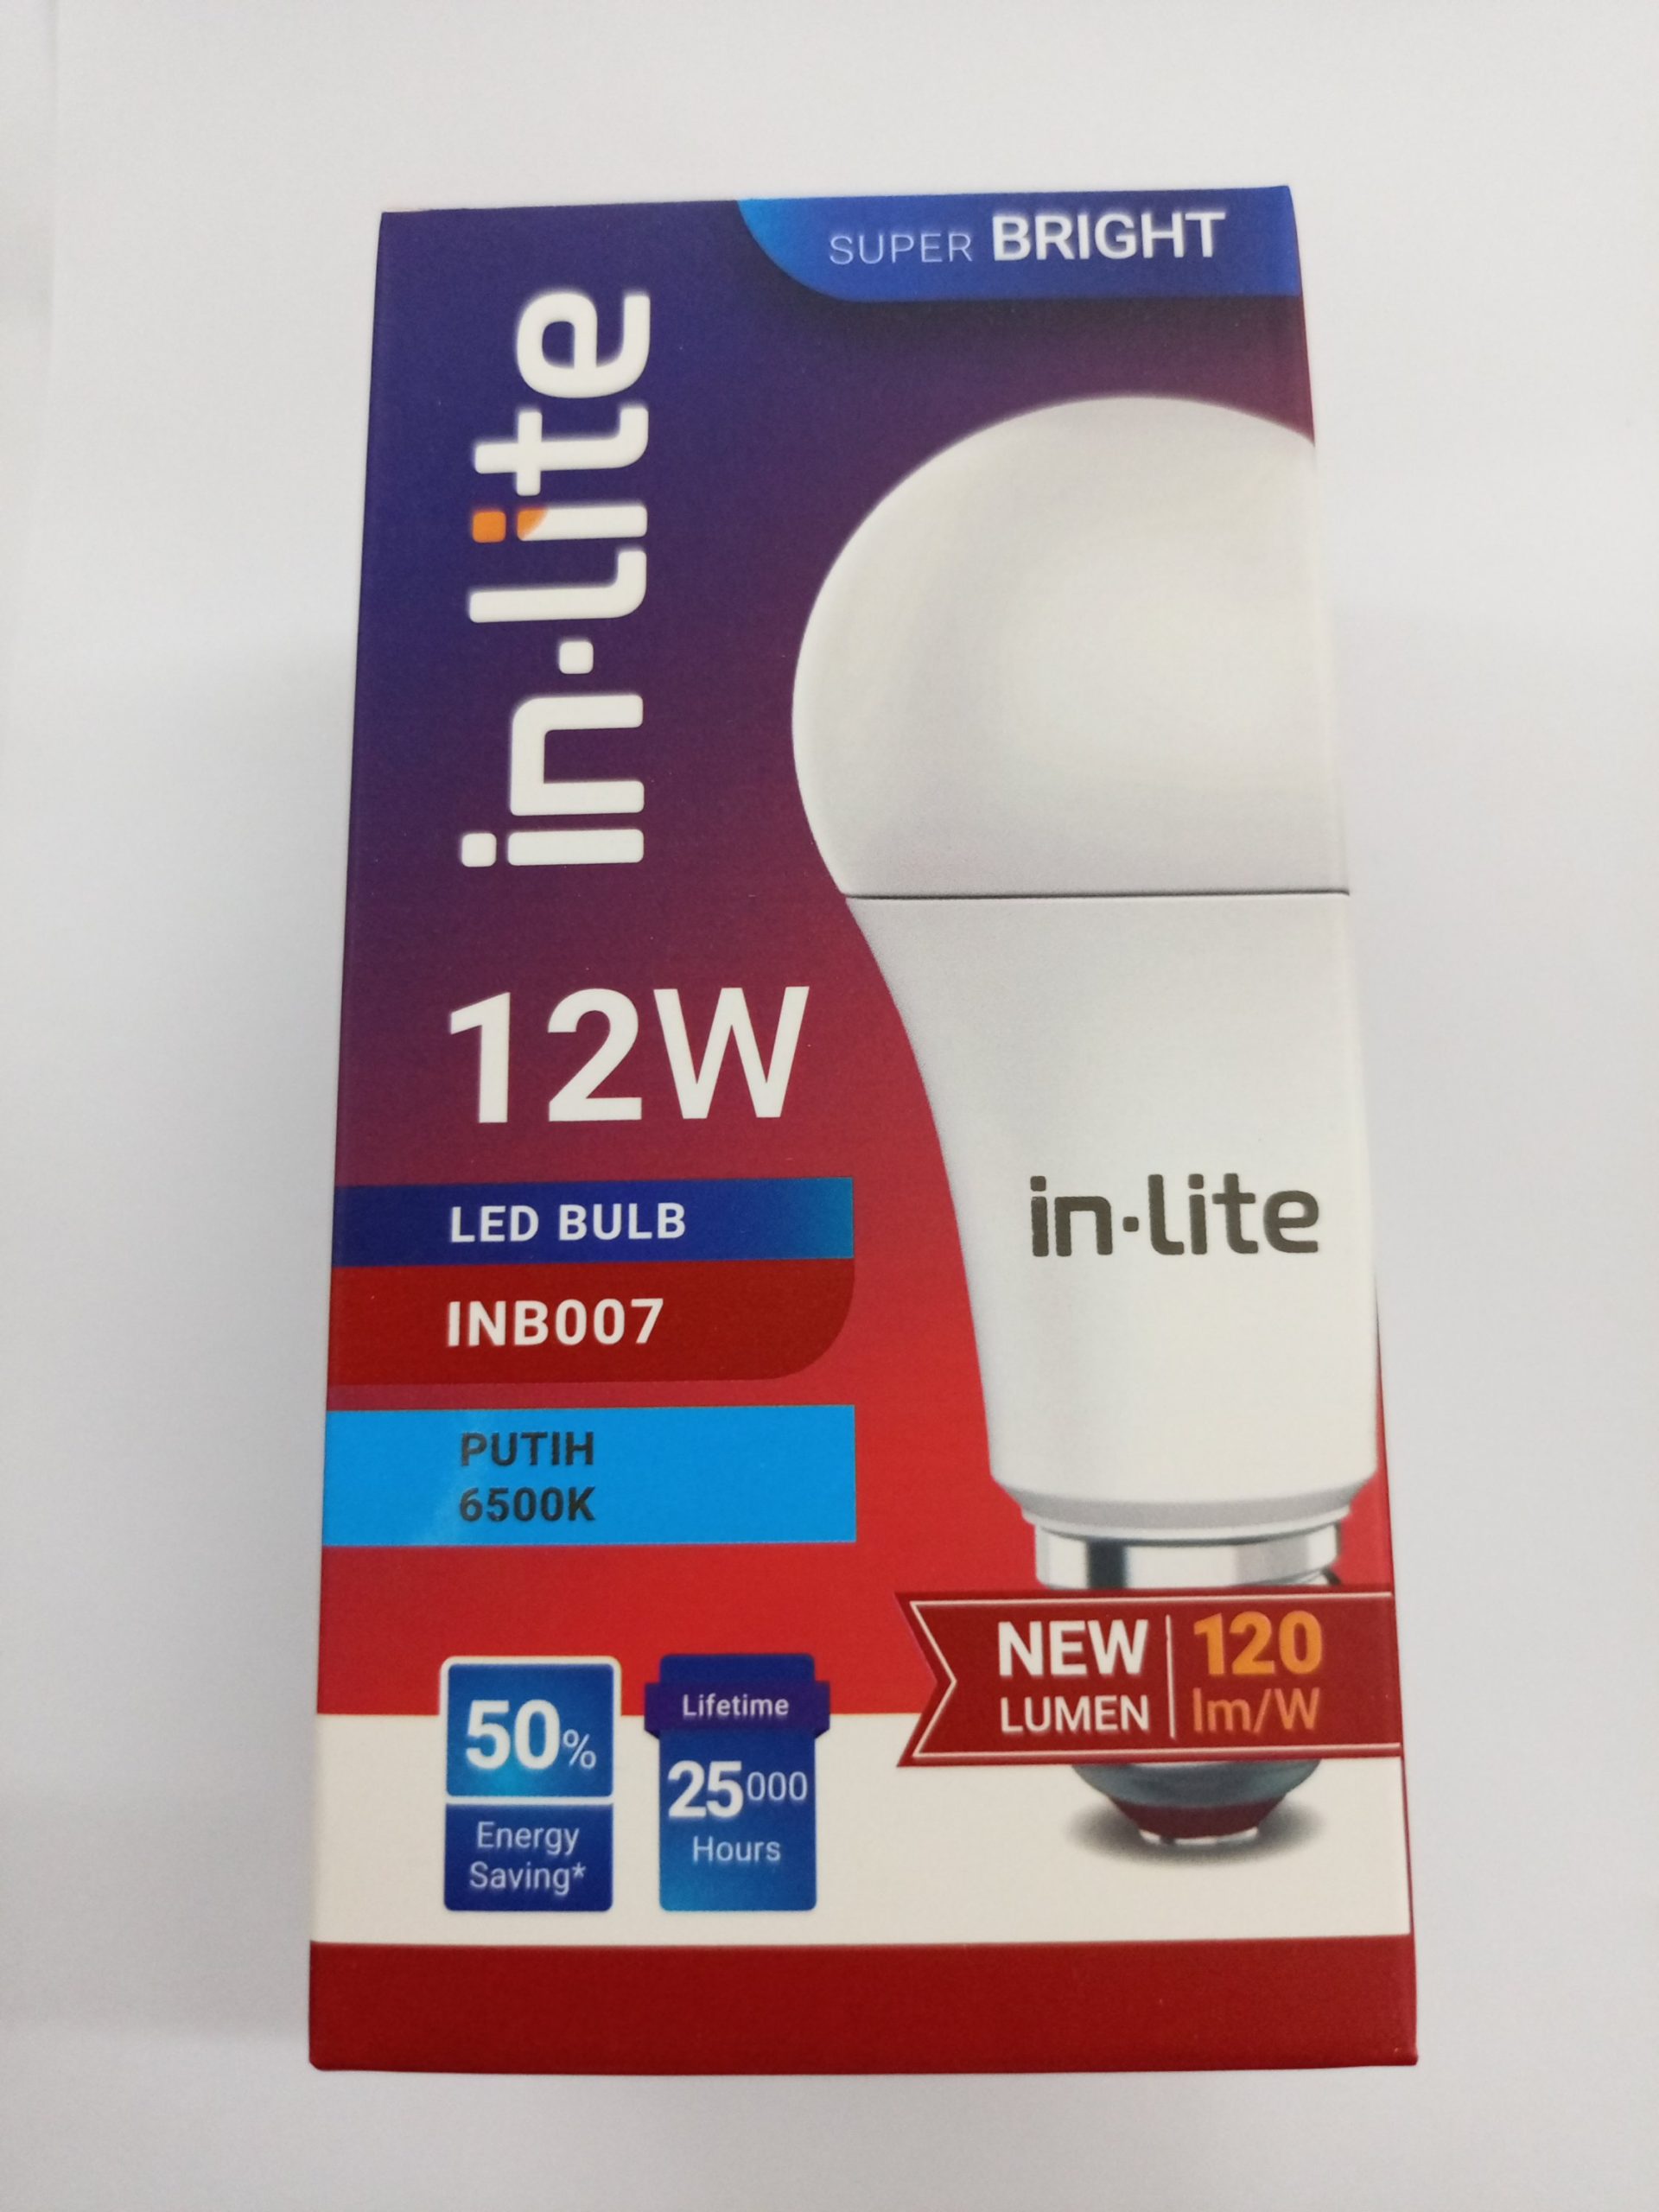 SUPER BRIGHT
in·lite
12W
LED BULB
INB007
in·lite
PUTIH
6500K
NEW LUMEN
120 lm/W
50%
Energy
Saving*
Lifetime
25000
Hours